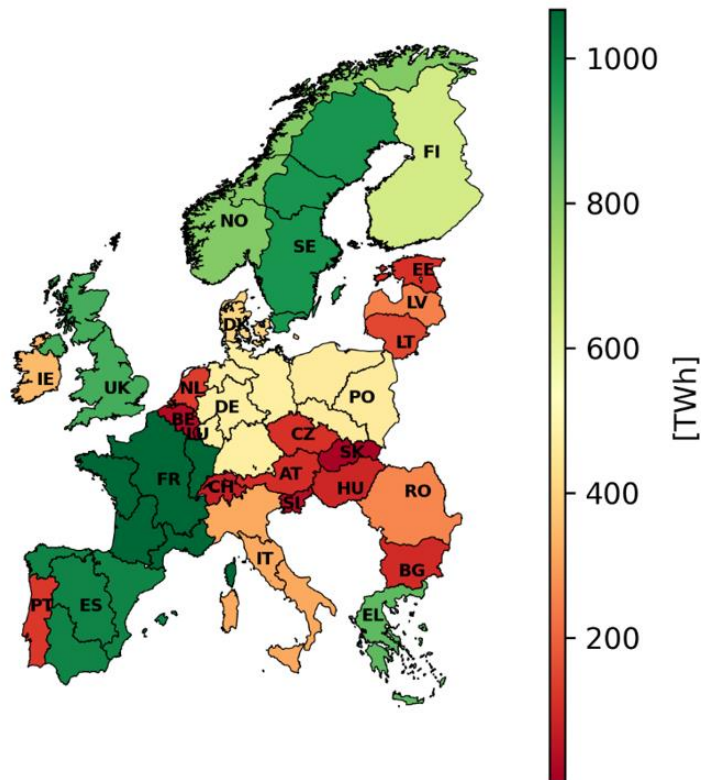 1000
FI
800
NO
SE
EE
LV
DK
LT
600
IE
UK
NL
DE
PO
[TWh]
BE
LU
CZ
SK
FR
CH
AT
HU
RO
400
SI
IT
BG
PT
ES
EL
200